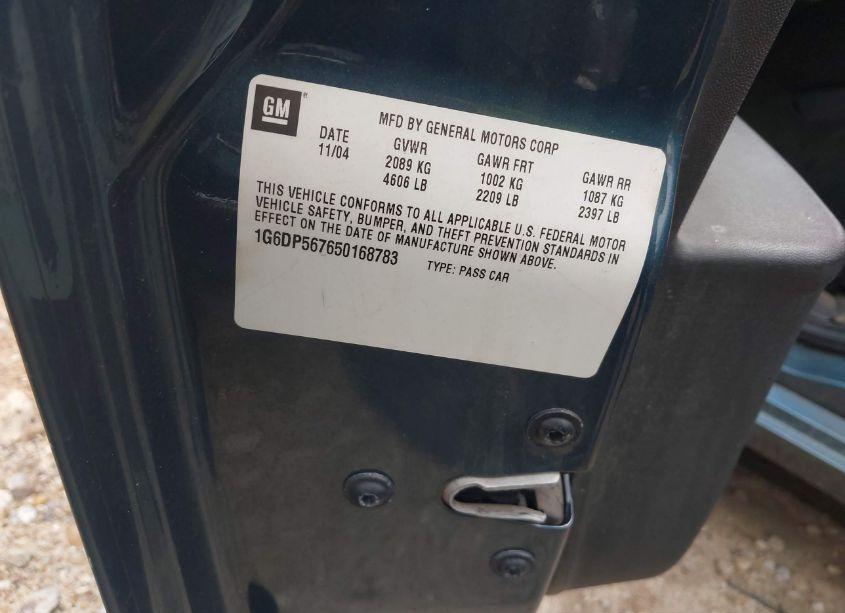 GM
MFD BY GENERAL MOTORS CORP
DATE GVWR GAWR FRT GAWR RR
11/04 2089 KG 1002 KG 1087 KG
4606 LB 2209 LB 2397 LB
THIS VEHICLE CONFORMS TO ALL APPLICABLE U.S. FEDERAL MOTOR
VEHICLE SAFETY, BUMPER, AND THEFT PREVENTION STANDARDS IN
EFFECT ON THE DATE OF MANUFACTURE SHOWN ABOVE.
1G6DP567650168783 TYPE: PASS CAR